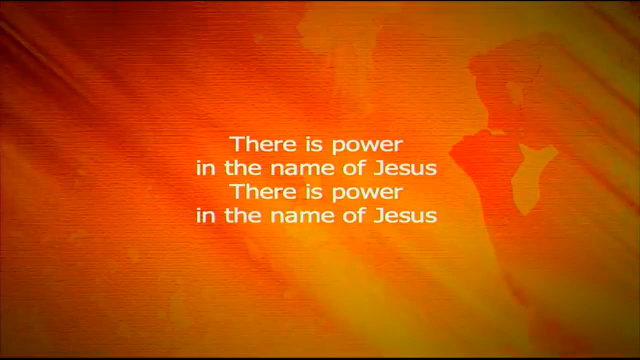 There is power
in the name of Jesus
There is power
in the name of Jesus